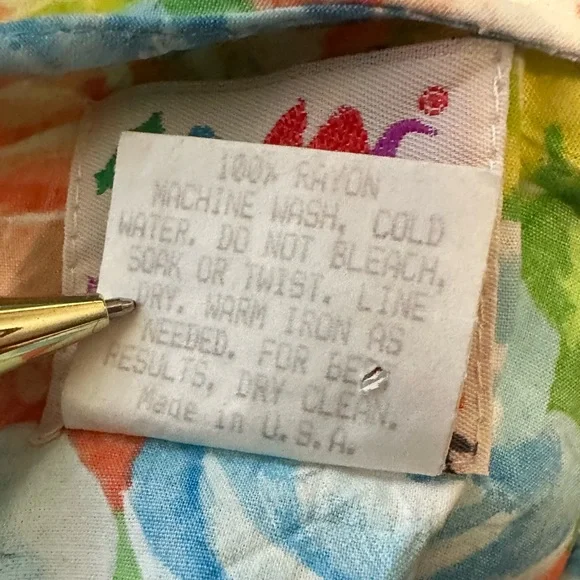 100% RAYON
MACHINE WASH, COLD
WATER. DO NOT BLEACH,
SOAK OR TWIST. LINE
DRY. WARM IRON AS
NEEDED. FOR
RESULTS, DRY CLEAN.
Made in U.S.A.